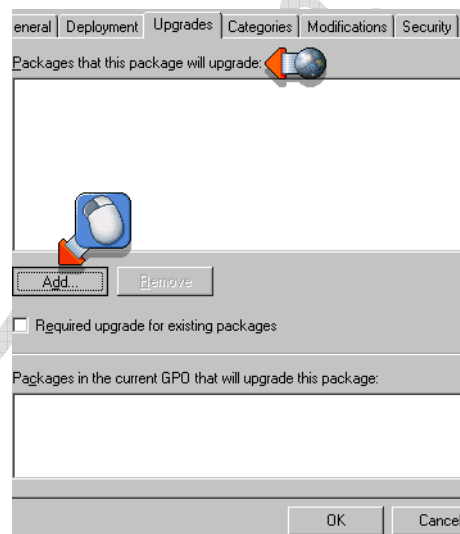 eneral Deployment Upgrades Categories Modifications Security
Packages that this package will upgrade:
Add... Remove
Required upgrade for existing packages
Packages in the current GPO that will upgrade this package:
OK Cancel